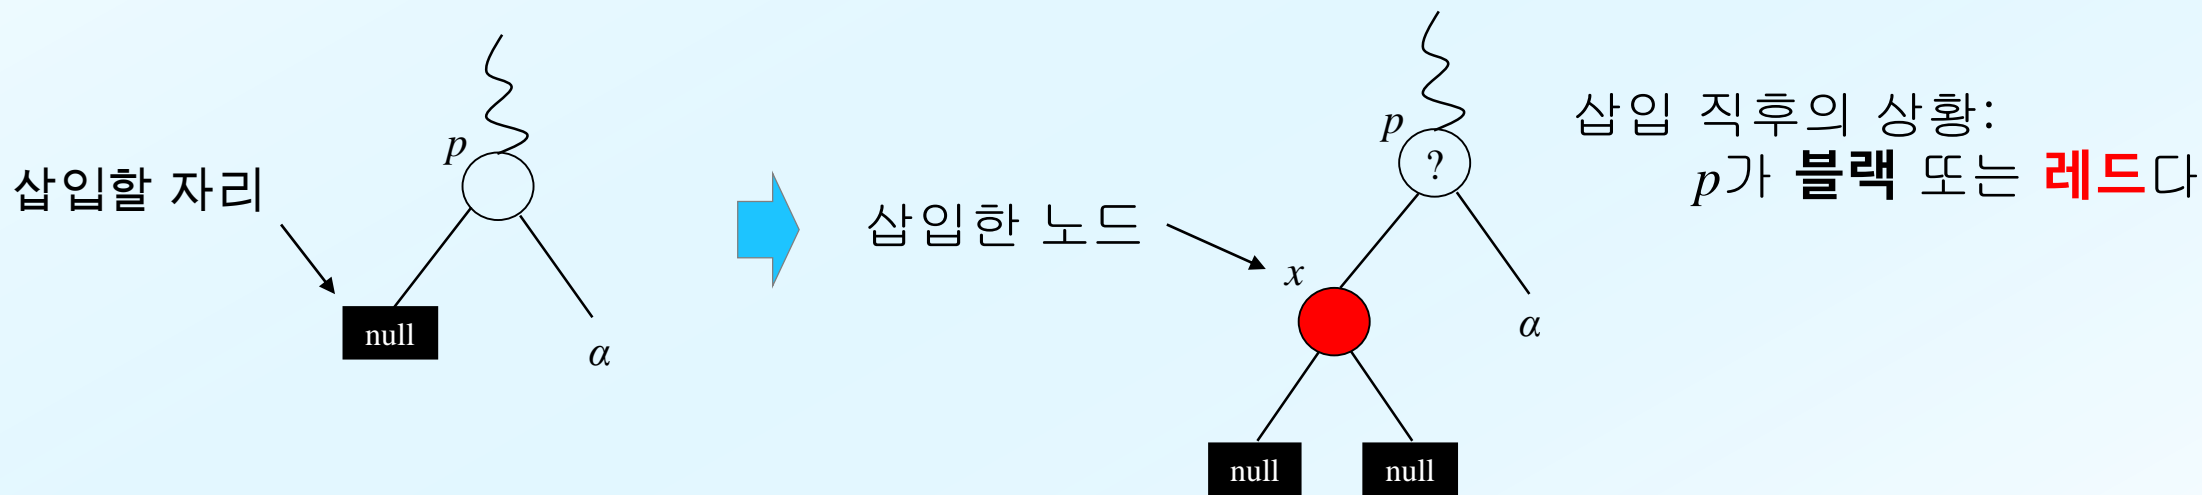 삽입할 자리
p
null
α
삽입한 노드
p
?
x
α
null
null
삽입 직후의 상황:
p가 블랙 또는 레드다